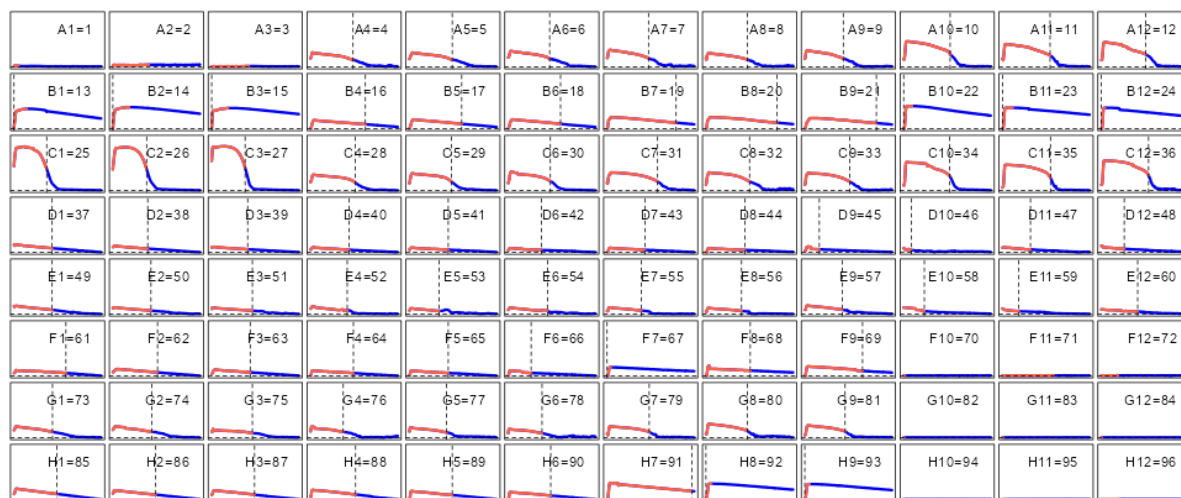 A1=1 A2=2 A3=3 A4=4 A5=5 A6=6 A7=7 A8=8 A9=9 A10=10 A11=11 A12=12
B1=13 B2=14 B3=15 B4=16 B5=17 B6=18 B7=19 B8=20 B9=21 B10=22 B11=23 B12=24
C1=25 C2=26 C3=27 C4=28 C5=29 C6=30 C7=31 C8=32 C9=33 C10=34 C11=35 C12=36
D1=37 D2=38 D3=39 D4=40 D5=41 D6=42 D7=43 D8=44 D9=45 D10=46 D11=47 D12=48
E1=49 E2=50 E3=51 E4=52 E5=53 E6=54 E7=55 E8=56 E9=57 E10=58 E11=59 E12=60
F1=61 F2=62 F3=63 F4=64 F5=65 F6=66 F7=67 F8=68 F9=69 F10=70 F11=71 F12=72
G1=73 G2=74 G3=75 G4=76 G5=77 G6=78 G7=79 G8=80 G9=81 G10=82 G11=83 G12=84
H1=85 H2=86 H3=87 H4=88 H5=89 H6=90 H7=91 H8=92 H9=93 H10=94 H11=95 H12=96